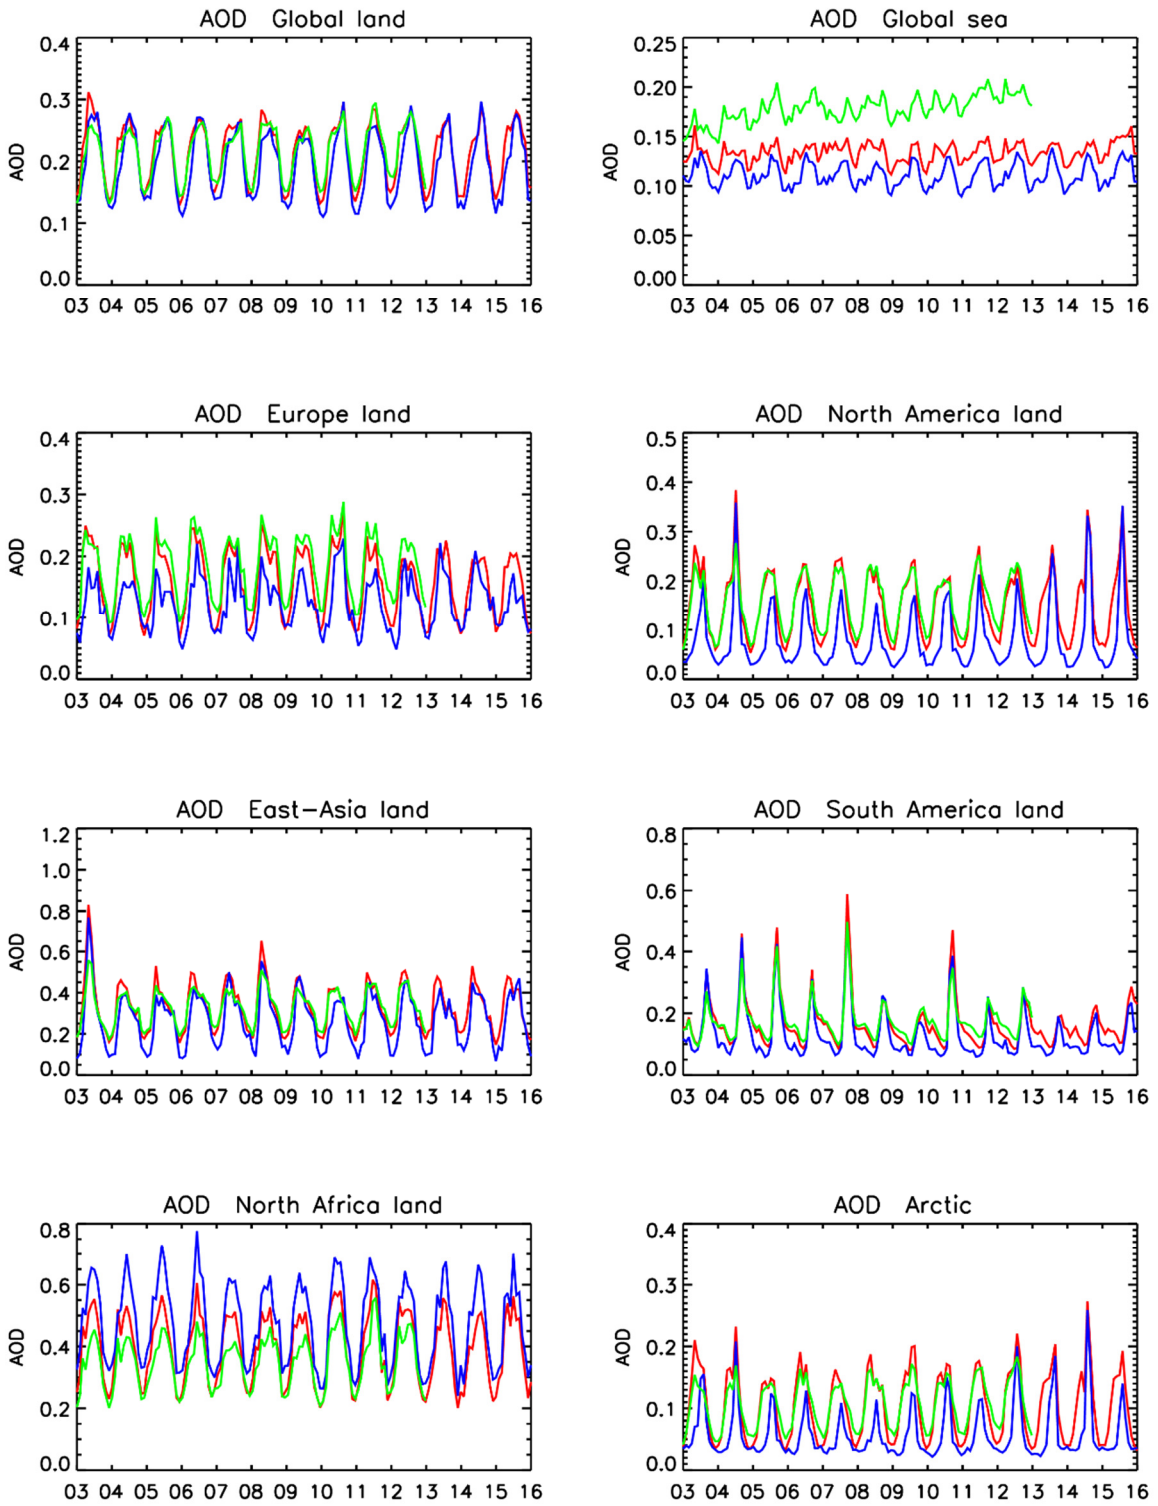 AOD Global land
AOD
0.4
0.3
0.2
0.1
0.0
03 04 05 06 07 08 09 10 11 12 13 14 15 16
AOD Global sea
AOD
0.25
0.20
0.15
0.10
0.05
0.00
03 04 05 06 07 08 09 10 11 12 13 14 15 16
AOD Europe land
AOD
0.4
0.3
0.2
0.1
0.0
03 04 05 06 07 08 09 10 11 12 13 14 15 16
AOD North America land
AOD
0.5
0.4
0.3
0.2
0.1
0.0
03 04 05 06 07 08 09 10 11 12 13 14 15 16
AOD East-Asia land
AOD
1.2
1.0
0.8
0.6
0.4
0.2
0.0
03 04 05 06 07 08 09 10 11 12 13 14 15 16
AOD South America land
AOD
0.8
0.6
0.4
0.2
0.0
03 04 05 06 07 08 09 10 11 12 13 14 15 16
AOD North Africa land
AOD
0.8
0.6
0.4
0.2
0.0
03 04 05 06 07 08 09 10 11 12 13 14 15 16
AOD Arctic
AOD
0.4
0.3
0.2
0.1
0.0
03 04 05 06 07 08 09 10 11 12 13 14 15 16